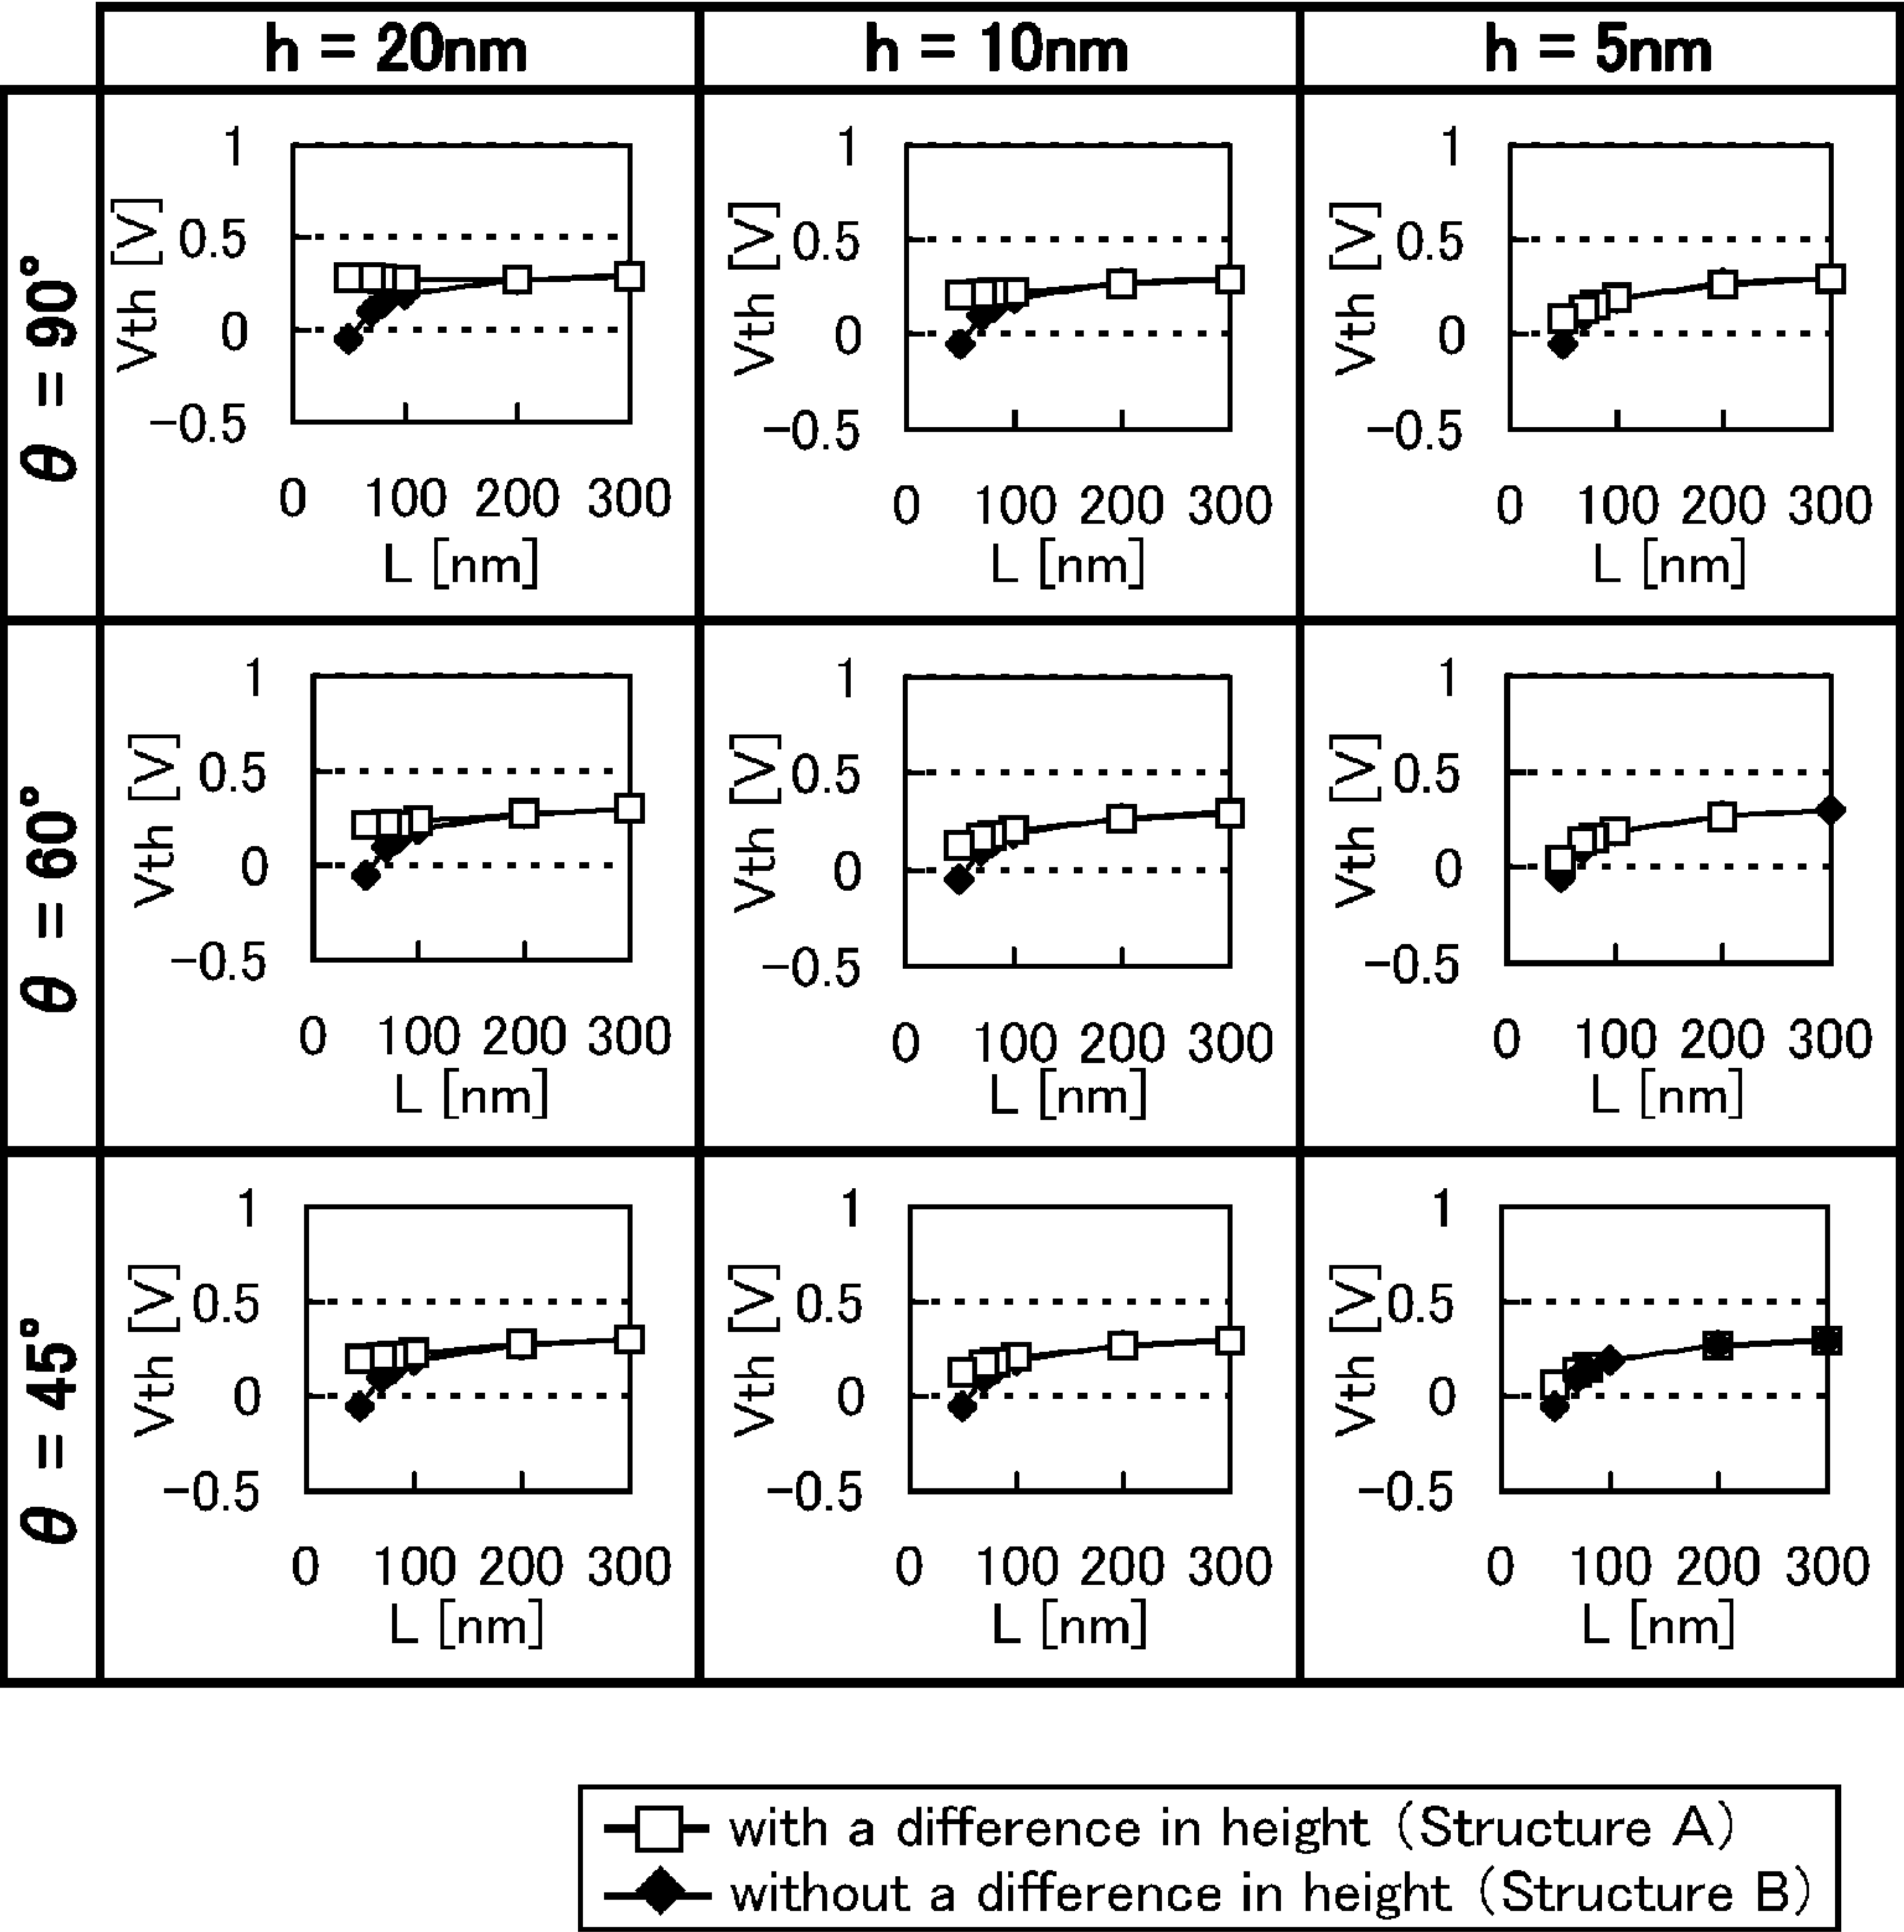 h = 20nm h = 10nm h = 5nm
θ = 90°
Vth [V]
1
0.5
0
-0.5
0 100 200 300
L [nm]
Vth [V]
1
0.5
0
-0.5
0 100 200 300
L [nm]
Vth [V]
1
0.5
0
-0.5
0 100 200 300
L [nm]
θ = 60°
Vth [V]
1
0.5
0
-0.5
0 100 200 300
L [nm]
Vth [V]
1
0.5
0
-0.5
0 100 200 300
L [nm]
Vth [V]
1
0.5
0
-0.5
0 100 200 300
L [nm]
θ = 45°
Vth [V]
1
0.5
0
-0.5
0 100 200 300
L [nm]
Vth [V]
1
0.5
0
-0.5
0 100 200 300
L [nm]
Vth [V]
1
0.5
0
-0.5
0 100 200 300
L [nm]
with a difference in height (Structure A)
without a difference in height (Structure B)